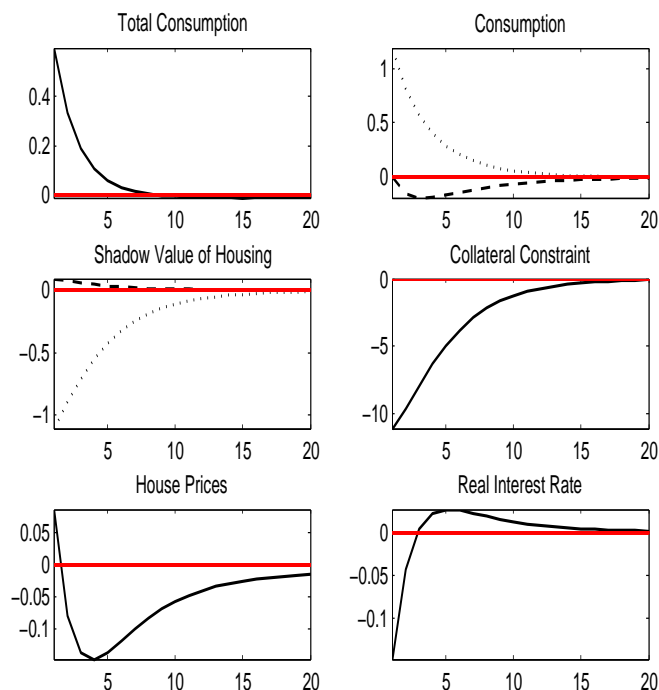 Total Consumption
0.4
0.2
0
5 10 15 20
Consumption
1
0.5
0
5 10 15 20
Shadow Value of Housing
0
−0.5
−1
5 10 15 20
Collateral Constraint
0
−5
−10
5 10 15 20
House Prices
0.05
0
−0.05
−0.1
5 10 15 20
Real Interest Rate
0
−0.05
−0.1
5 10 15 20